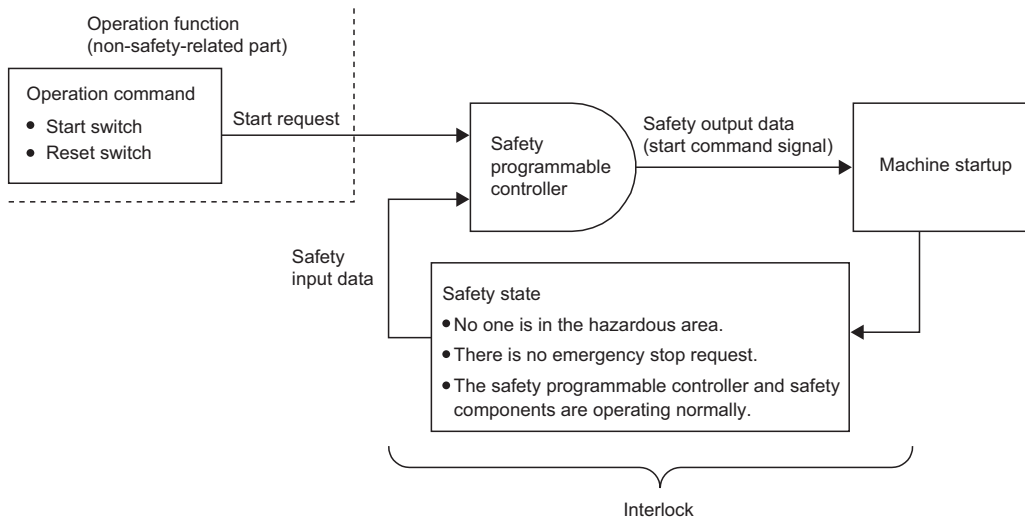 Operation function
(non-safety-related part)
Operation command
● Start switch
● Reset switch
Start request
Safety
programmable
controller
Safety output data
(start command signal)
Machine startup
Safety
input data
Safety state
● No one is in the hazardous area.
● There is no emergency stop request.
● The safety programmable controller and safety
components are operating normally.
Interlock